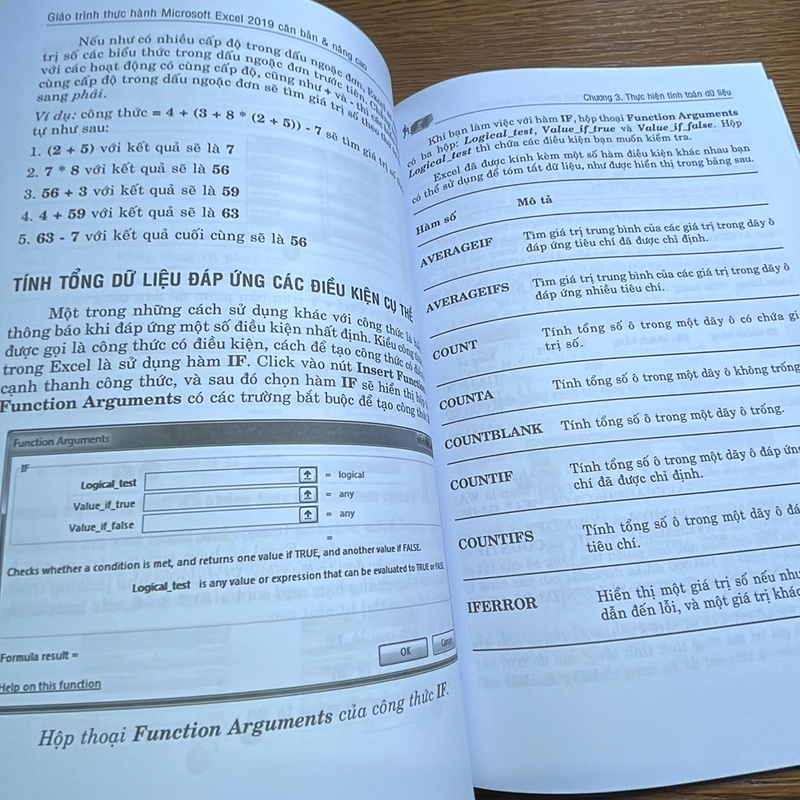 Giáo trình thực hành Microsoft Excel 2019 căn bản & nâng cao
Nếu như có nhiều cấp độ trong dấu ngoặc đơn, Excel
trị số các biểu thức trong dấu ngoặc đơn trước tiên.
với các hoạt động có cùng cấp độ, cũng như + và - thì các
cùng cấp độ trong dấu ngoặc đơn sẽ tìm giá trị số theo
sang phải.
Ví dụ: công thức = 4 + (3 + 8 * (2 + 5)) - 7 sẽ tìm giá trị số
tự như sau:
1. (2 + 5) với kết quả sẽ là 7
2. 7 * 8 với kết quả sẽ là 56
3. 56 + 3 với kết quả sẽ là 59
4. 4 + 59 với kết quả sẽ là 63
5. 63 - 7 với kết quả cuối cùng sẽ là 56
TÍNH TỔNG DỮ LIỆU ĐÁP ỨNG CÁC ĐIỀU KIỆN CỤ THỂ
Một trong những cách sử dụng khác với công thức là
thông báo khi đáp ứng một số điều kiện nhất định. Kiểu công
được gọi là công thức có điều kiện, cách để tạo công thức có
trong Excel là sử dụng hàm IF. Click vào nút Insert Function
cạnh thanh công thức, và sau đó chọn hàm IF sẽ hiển thị
Function Arguments có các trường bắt buộc để tạo công thức
Function Arguments
IF
Logical_test = logical
Value_if_true = any
Value_if_false = any
=
Checks whether a condition is met, and returns one value if TRUE, and another value if FALSE.
Logical_test is any value or expression that can be evaluated to TRUE or FALSE.
Formula result =
OK
Cancel
Help on this function
Hộp thoại Function Arguments của công thức IF.
Chương 3. Thực hiện tính toán dữ liệu
Khi bạn làm việc với hàm IF, hộp thoại Function Arguments
có ba hộp: Logical_test, Value_if_true và Value_if_false. Hộp
Logical_test thì chứa các điều kiện bạn muốn kiểm tra.
Excel đã được kính kèm một số hàm điều kiện khác nhau bạn
có thể sử dụng để tóm tắt dữ liệu, như được hiển thị trong bảng sau.
Hàm số Mô tả
AVERAGEIF Tìm giá trị trung bình của các giá trị trong dãy ô
đáp ứng tiêu chí đã được chỉ định.
AVERAGEIFS Tìm giá trị trung bình của các giá trị trong dãy ô
đáp ứng nhiều tiêu chí.
COUNT Tính tổng số ô trong một dãy ô có chứa
trị số.
COUNTA Tính tổng số ô trong một dãy ô không trống
COUNTBLANK Tính tổng số ô trong một dãy ô trống.
COUNTIF Tính tổng số ô trong một dãy ô đáp
chí đã được chỉ định.
COUNTIFS Tính tổng số ô trong một dãy ô
tiêu chí.
IFERROR Hiển thị một giá trị số nếu
dẫn đến lỗi, và một giá trị